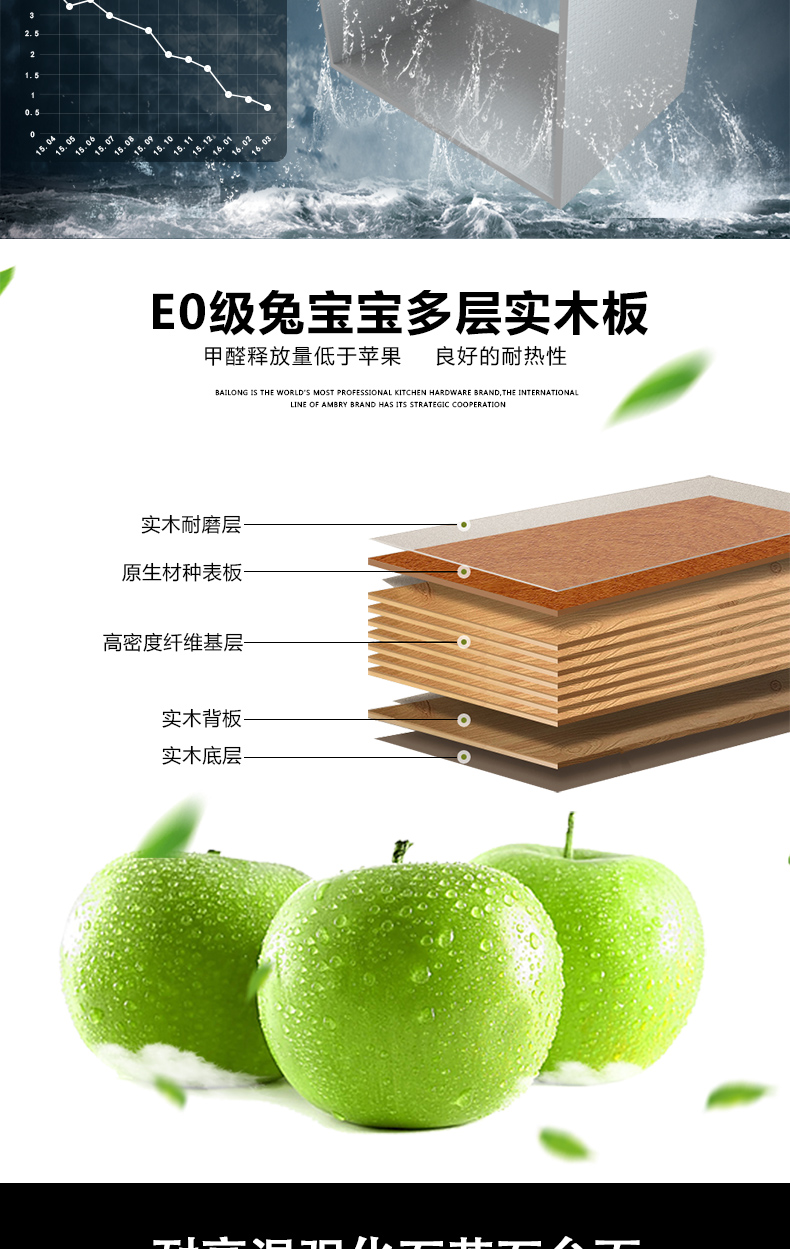 3
2.5
2
1.5
1
0.5
0
15.04 15.05 15.06 15.07 15.08 15.09 15.10 15.11 15.12 16.01 16.02 16.03
E0级兔宝宝多层实木板
甲醛释放量低于苹果 良好的耐热性
BAILONG IS THE WORLD'S MOST PROFESSIONAL KITCHEN HARDWARE BRAND,THE INTERNATIONAL
LINE OF AMBRY BRAND HAS ITS STRATEGIC COOPERATION
实木耐磨层
原生材种表板
高密度纤维基层
实木背板
实木底层